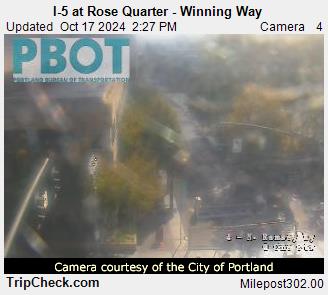 I-5 at Rose Quarter - Winning Way
Updated Oct 17 2024 2:27 PM Camera 4
PBOT
PORTLAND BUREAU OF TRANSPORTATION
Camera courtesy of the City of Portland
TripCheck.com Milepost302.00